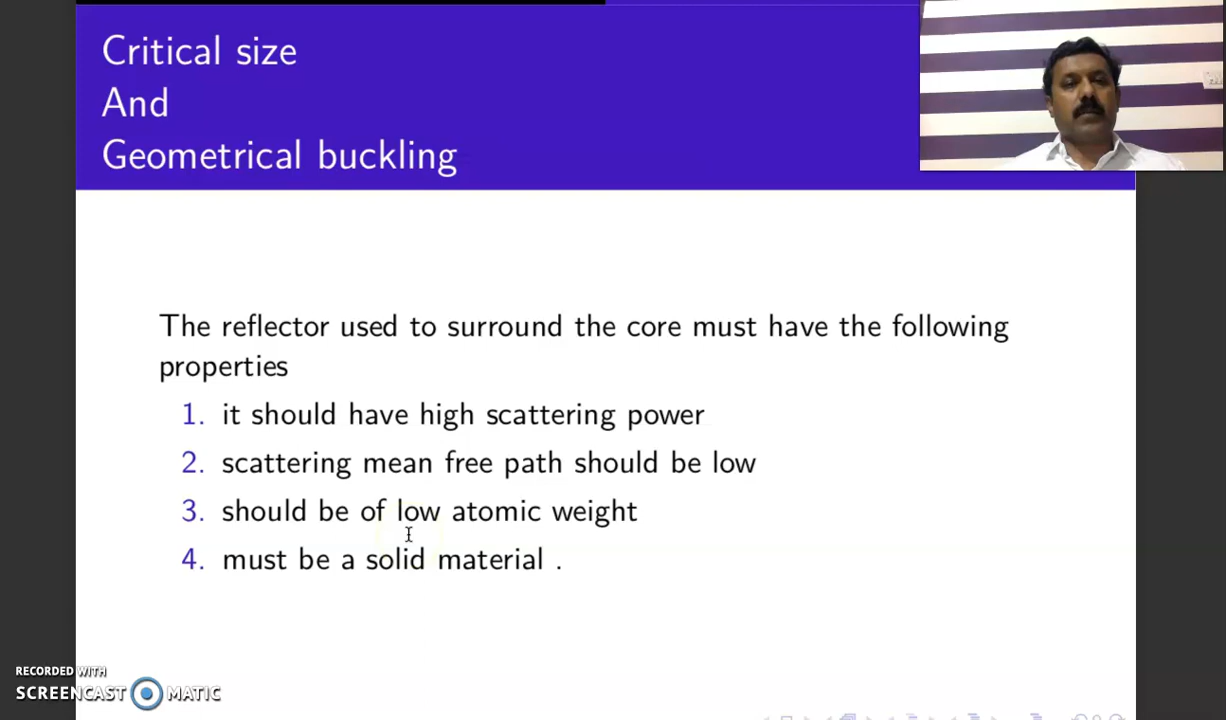 Critical size
And
Geometrical buckling
The reflector used to surround the core must have the following
properties
1. it should have high scattering power
2. scattering mean free path should be low
3. should be of low atomic weight
4. must be a solid material .
RECORDED WITH
SCREENCAST MATIC